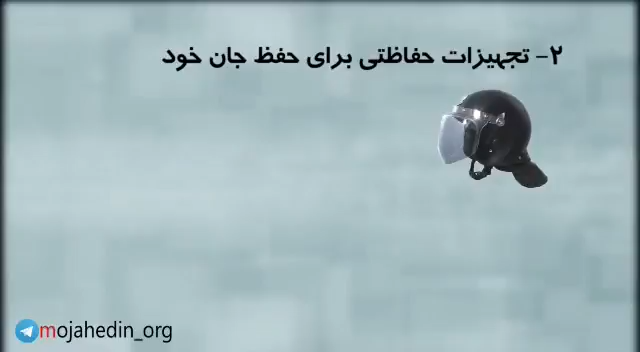 ۲- تجهیزات حفاظتی برای حفظ جان خود
mojahedin_org